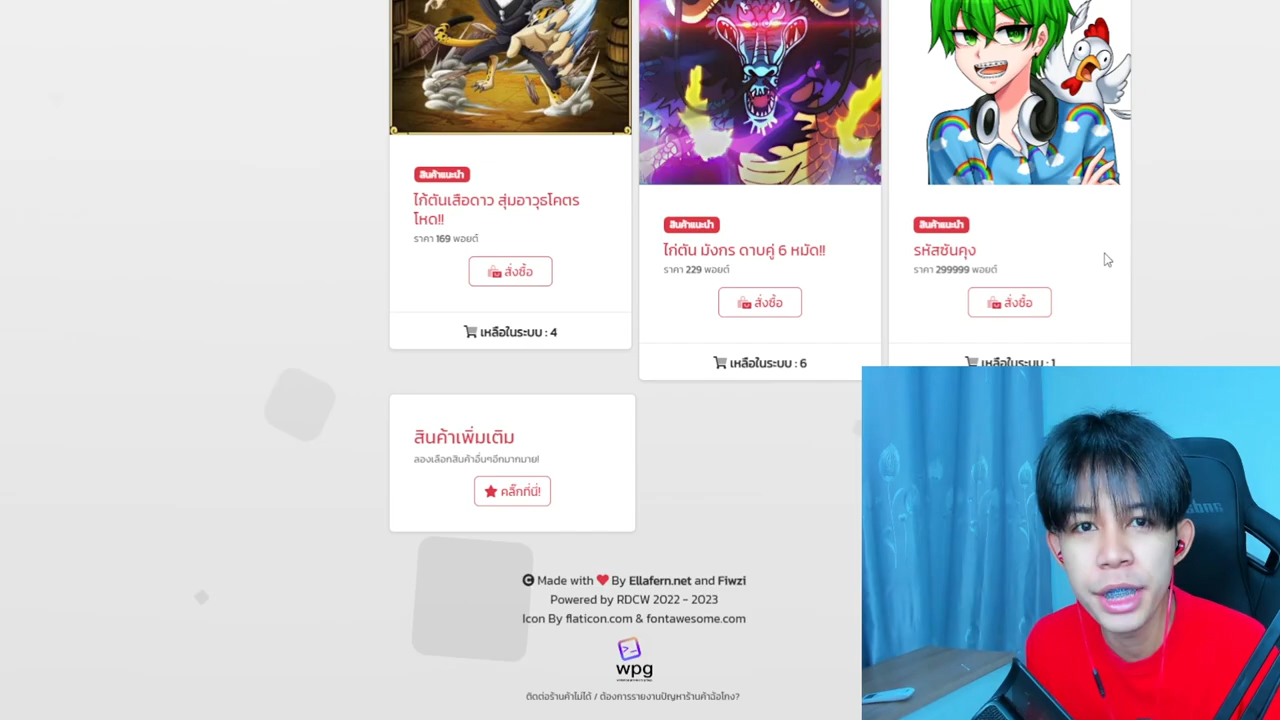 สินค้าแนะนำ
ไก้ตันเสือดาว สุ่มอาวุธโคตร
โหด!!
ราคา 169 พอยต์
สั่งซื้อ
เหลือในระบบ : 4
สินค้าแนะนำ
ไก่ตัน มังกร ดาบคู่ 6 หมัด!!
ราคา 229 พอยต์
สั่งซื้อ
เหลือในระบบ : 6
สินค้าแนะนำ
รหัสซันคุง
ราคา 299999 พอยต์
สั่งซื้อ
เหลือในระบบ : 1
สินค้าเพิ่มเติม
ลองเลือกสินค้าอื่นๆอีกมากมาย!
คลิ๊กที่นี่!
Made with By Ellafern.net and Fiwzi
Powered by RDCW 2022 - 2023
Icon By flaticon.com & fontawesome.com
wpg
ติดต่อร้านค้าไม่ได้ / ต้องการรายงานปัญหาร้านค้าฉ้อโกง?